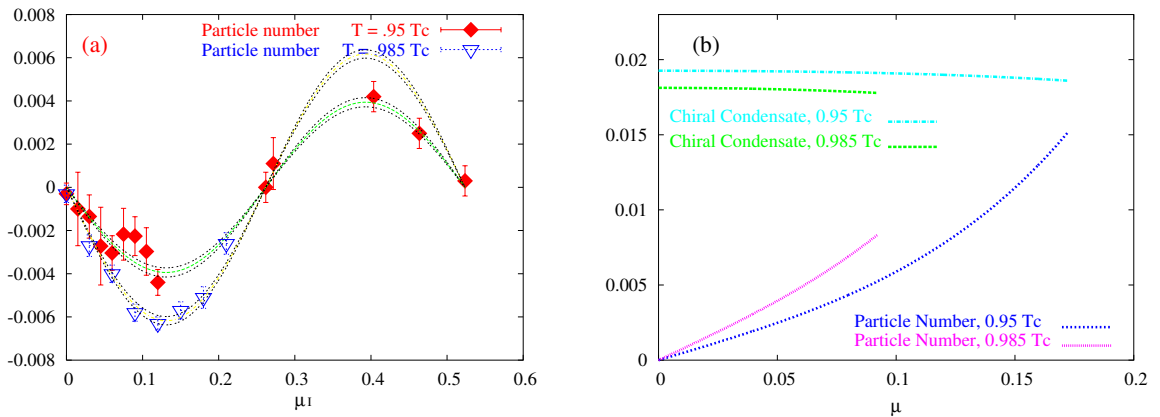 (a)
Particle number T = .95 Tc
Particle number T = .985 Tc
0.008
0.006
0.004
0.002
0
-0.002
-0.004
-0.006
-0.008
0 0.1 0.2 0.3 0.4 0.5 0.6
μI
(b)
0.02
0.015
0.01
0.005
0
Chiral Condensate, 0.95 Tc
Chiral Condensate, 0.985 Tc
Particle Number, 0.95 Tc
Particle Number, 0.985 Tc
0 0.05 0.1 0.15 0.2
μ